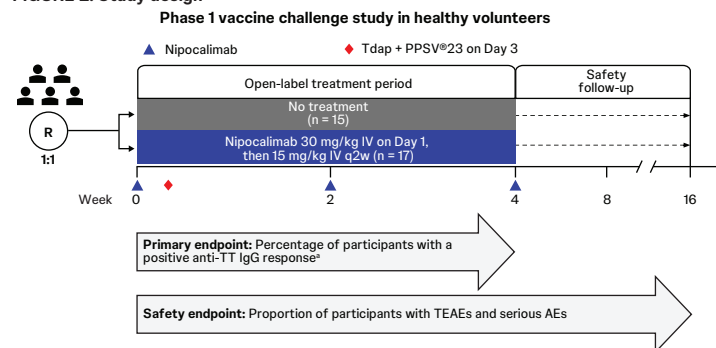 FIGURE 2. Study design
Phase 1 vaccine challenge study in healthy volunteers
Nipocalimab
Tdap + PPSV®23 on Day 3
Open-label treatment period
Safety
follow-up
No treatment
(n = 15)
R
1:1
Nipocalimab 30 mg/kg IV on Day 1,
then 15 mg/kg IV q2w (n = 17)
Week 0 2 4 8 16
Primary endpoint: Percentage of participants with a
positive anti-TT IgG responseᵃ
Safety endpoint: Proportion of participants with TEAEs and serious AEs